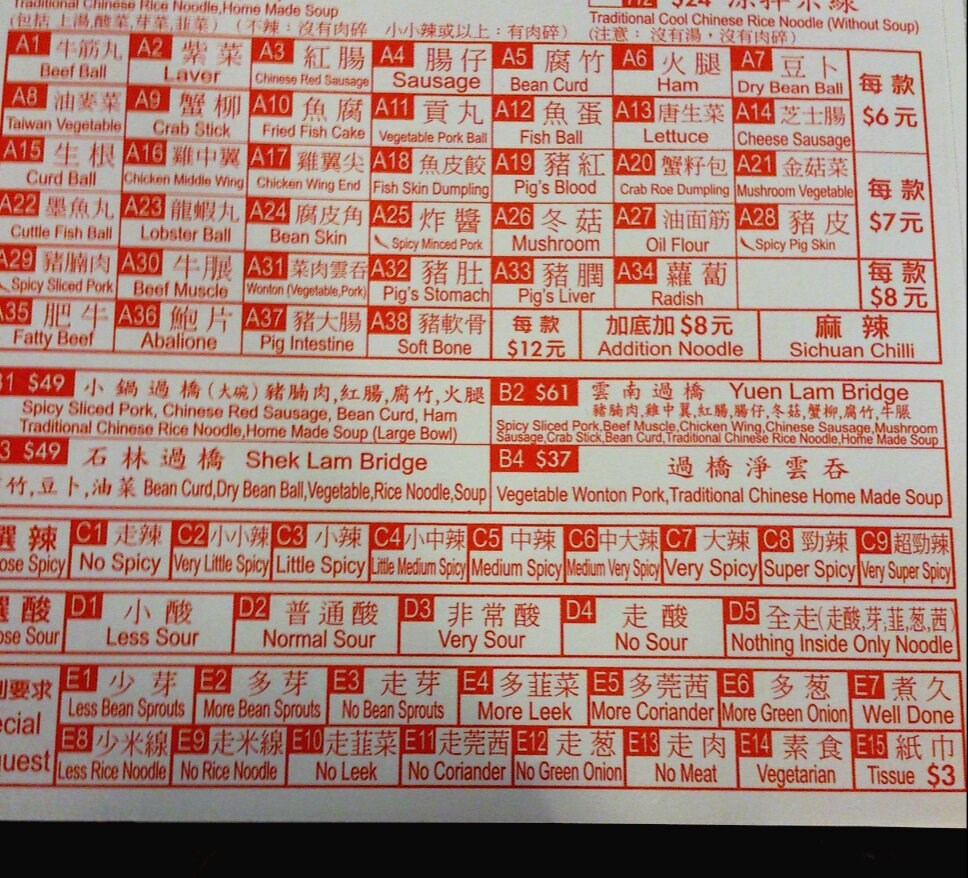 Traditional Rice Noodle,Home Made Soup
(包括 上湯,酸菜,芽菜,韮菜) (不辣：沒有肉碎 小小辣或以上：有肉碎)
$24
Traditional Cool Chinese Rice Noodle (Without Soup)
(注意： 沒有湯，沒有肉碎)
A1 牛筋丸 A2 紫菜 A3 紅腸 A4 腸仔 A5 腐竹 A6 火腿 A7 豆卜 每款
Beef Ball Laver Chinese Red Sausage Sausage Bean Curd Ham Dry Bean Ball
A8 油麥菜 A9 蟹柳 A10 魚腐 A11 貢丸 A12 魚蛋 A13 唐生菜 A14 芝士腸 $6元
Taiwan Vegetable Crab Stick Fried Fish Cake Vegetable Pork Ball Fish Ball Lettuce Cheese Sausage
A15 生根 A16 雞中翼 A17 雞翼尖 A18 魚皮餃 A19 豬紅 A20 蟹籽包 A21 金菇菜 每款
Curd Ball Chicken Middle Wing Chicken Wing End Fish Skin Dumpling Pig's Blood Crab Roe Dumpling Mushroom Vegetable
A22 墨魚丸 A23 龍蝦丸 A24 腐皮角 A25 炸醬 A26 冬菇 A27 油面筋 A28 豬皮 $7元
Cuttle Fish Ball Lobster Ball Bean Skin Spicy Minced Pork Mushroom Oil Flour Spicy Pig Skin
A29 豬腩肉 A30 牛𦟌 A31 菜肉雲吞 A32 豬肚 A33 豬膶 A34 蘿蔔 每款
Spicy Sliced Pork Beef Muscle Wonton (Vegetable,Pork) Pig's Stomach Pig's Liver Radish $8元
A35 肥牛 A36 鮑片 A37 豬大腸 A38 豬軟骨 每款 加底加$8元 麻辣
Fatty Beef Abalione Pig Intestine Soft Bone $12元 Addition Noodle Sichuan Chilli
31 $49 小鍋過橋(大碗)豬腩肉,紅腸,腐竹,火腿
Spicy Sliced Pork, Chinese Red Sausage, Bean Curd, Ham
Traditional Chinese Rice Noodle,Home Made Soup (Large Bowl)
B2 $61 雲南過橋 Yuen Lam Bridge
豬腩肉,雞中翼,紅腸,腸仔,冬菇,蟹柳,腐竹,牛𦟌
Spicy Sliced Pork,Beef Muscle,Chicken Wing,Chinese Sausage,Mushroom
Sausage,Crab Stick,Bean Curd,Traditional Chinese Rice Noodle,Home Made Soup
3 $49 石林過橋 Shek Lam Bridge
竹,豆卜,油菜 Bean Curd,Dry Bean Ball,Vegetable,Rice Noodle,Soup
B4 $37 過橋淨雲吞
Vegetable Wonton Pork,Traditional Chinese Home Made Soup
選辣 C1 走辣 C2 小小辣 C3 小辣 C4 小中辣 C5 中辣 C6 中大辣 C7 大辣 C8 勁辣 C9 超勁辣
ose Spicy No Spicy Very Little Spicy Little Spicy Little Medium Spicy Medium Spicy Medium Very Spicy Very Spicy Super Spicy Very Super Spicy
選酸 D1 小酸 D2 普通酸 D3 非常酸 D4 走酸 D5 全走(走酸,芽,韮,葱,茜)
ose Sour Less Sour Normal Sour Very Sour No Sour Nothing Inside Only Noodle
別要求 E1 少芽 E2 多芽 E3 走芽 E4 多韮菜 E5 多莞茜 E6 多葱 E7 煮久
ecial Less Bean Sprouts More Bean Sprouts No Bean Sprouts More Leek More Coriander More Green Onion Well Done
uest E8 少米線 E9 走米線 E10 走韮菜 E11 走莞茜 E12 走葱 E13 走肉 E14 素食 E15 紙巾
Less Rice Noodle No Rice Noodle No Leek No Coriander No Green Onion No Meat Vegetarian Tissue $3